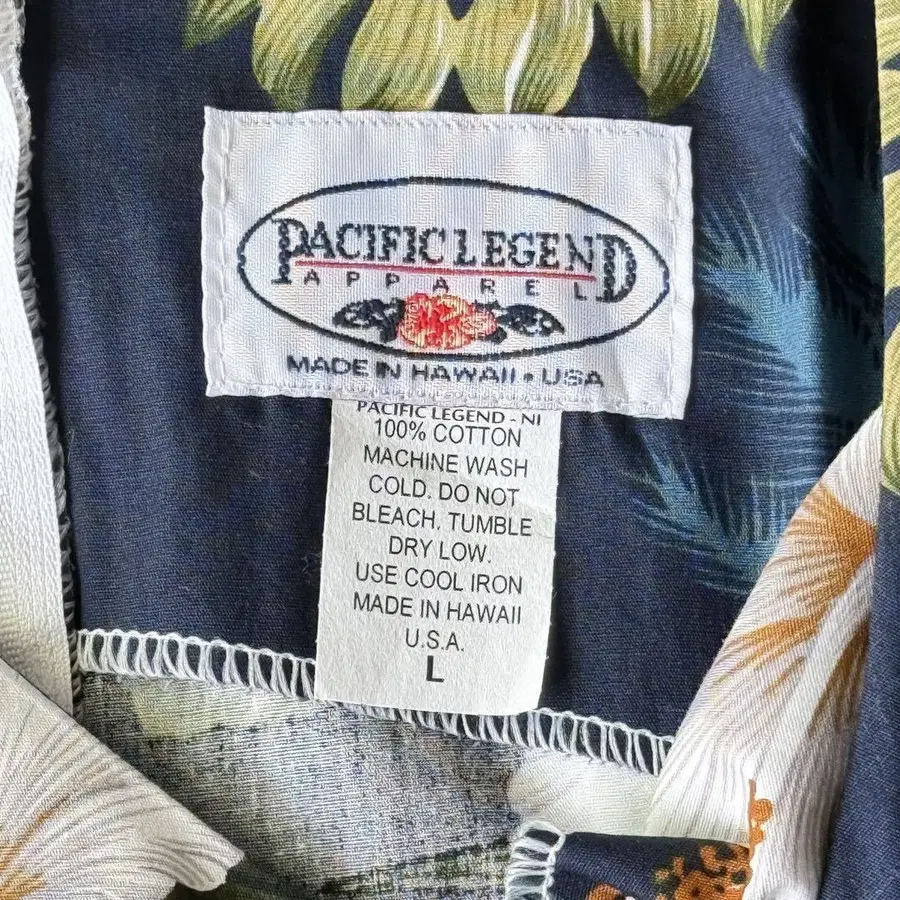 PACIFIC LEGEND
APPAREL
MADE IN HAWAII • USA
PACIFIC LEGEND - NI
100% COTTON
MACHINE WASH
COLD. DO NOT
BLEACH. TUMBLE
DRY LOW.
USE COOL IRON
MADE IN HAWAII
U.S.A.
L